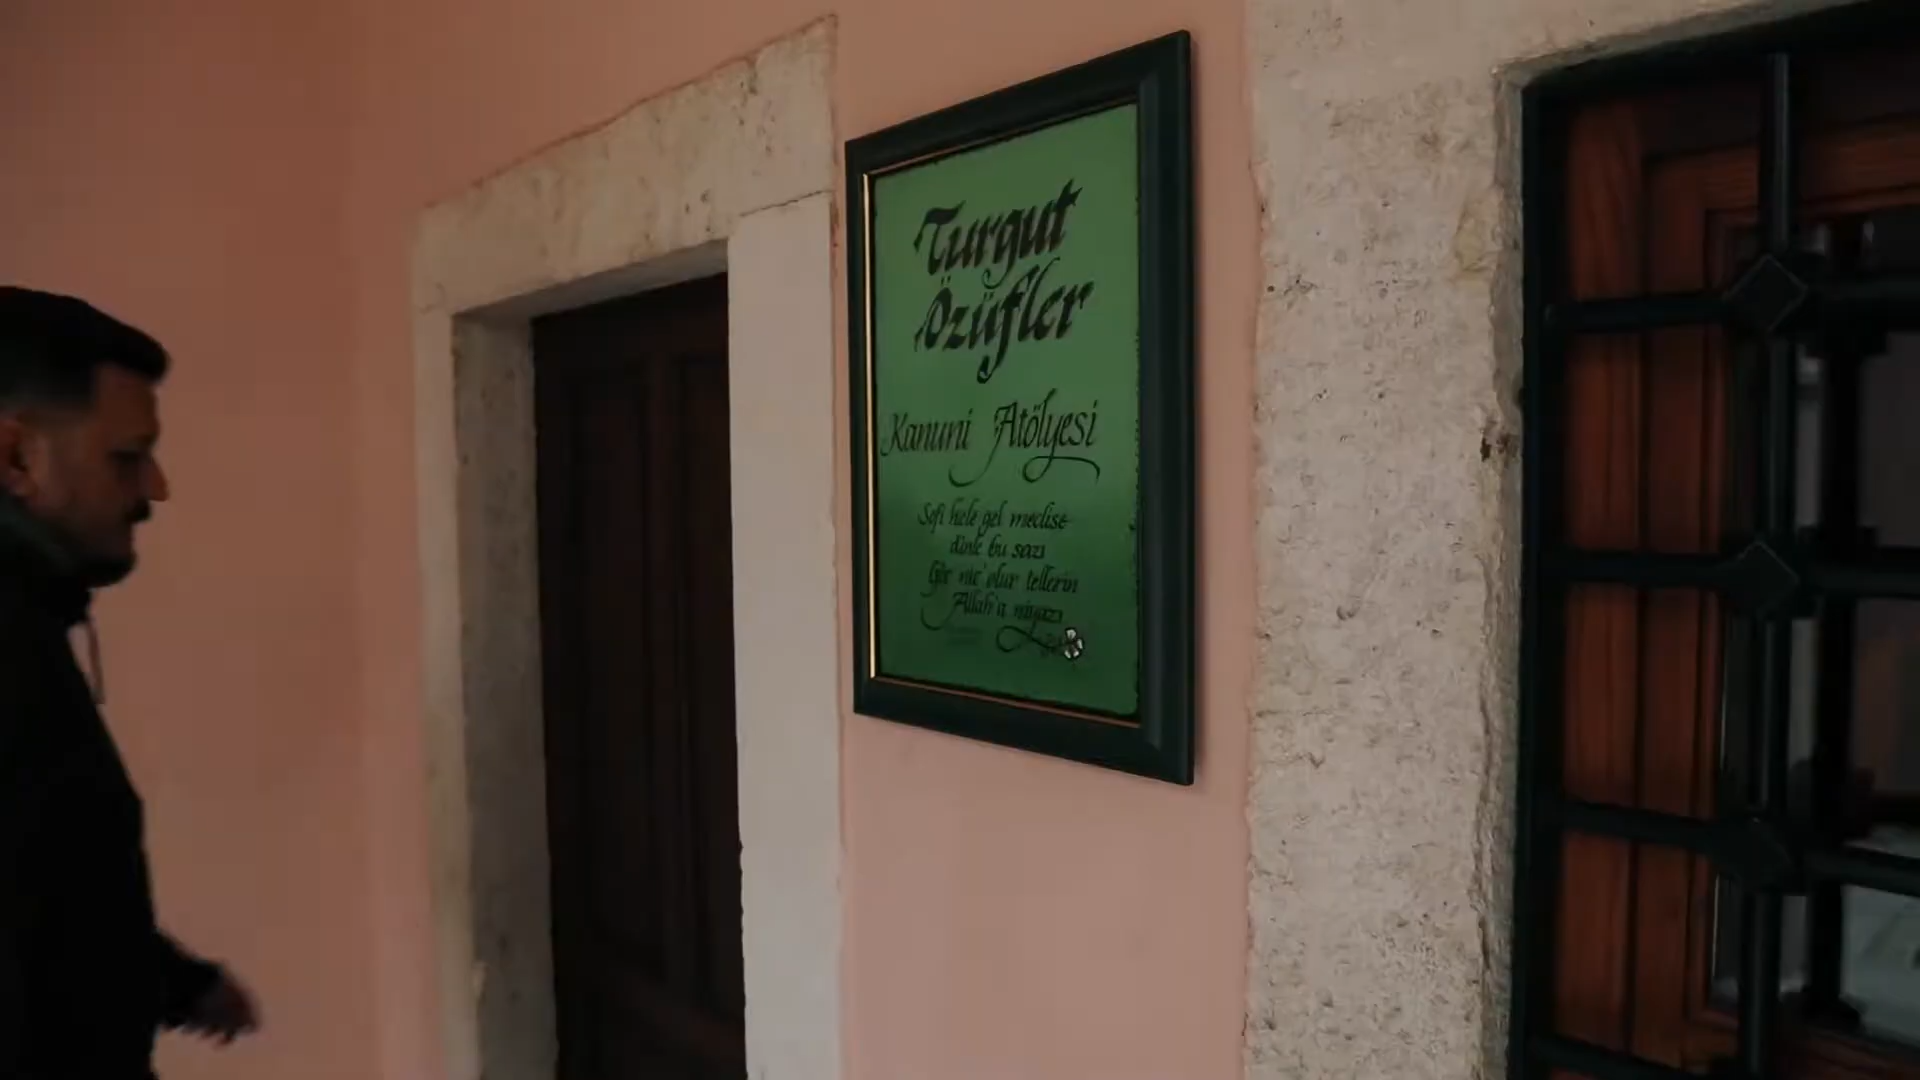 Turgut
Özüfler
Kanuni Atölyesi
Sofi hele gel meclise
dinle bu sazı
Gör nic'olur tellerin
Allah'a niyazı